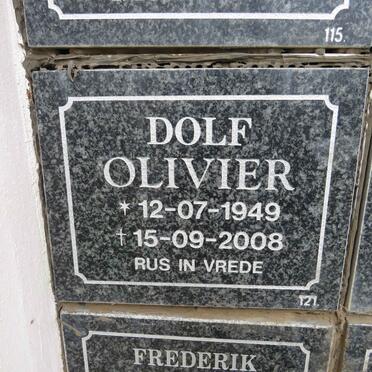 115.
DOLF
OLIVIER
* 12-07-1949
† 15-09-2008
RUS IN VREDE
121.
FREDERIK